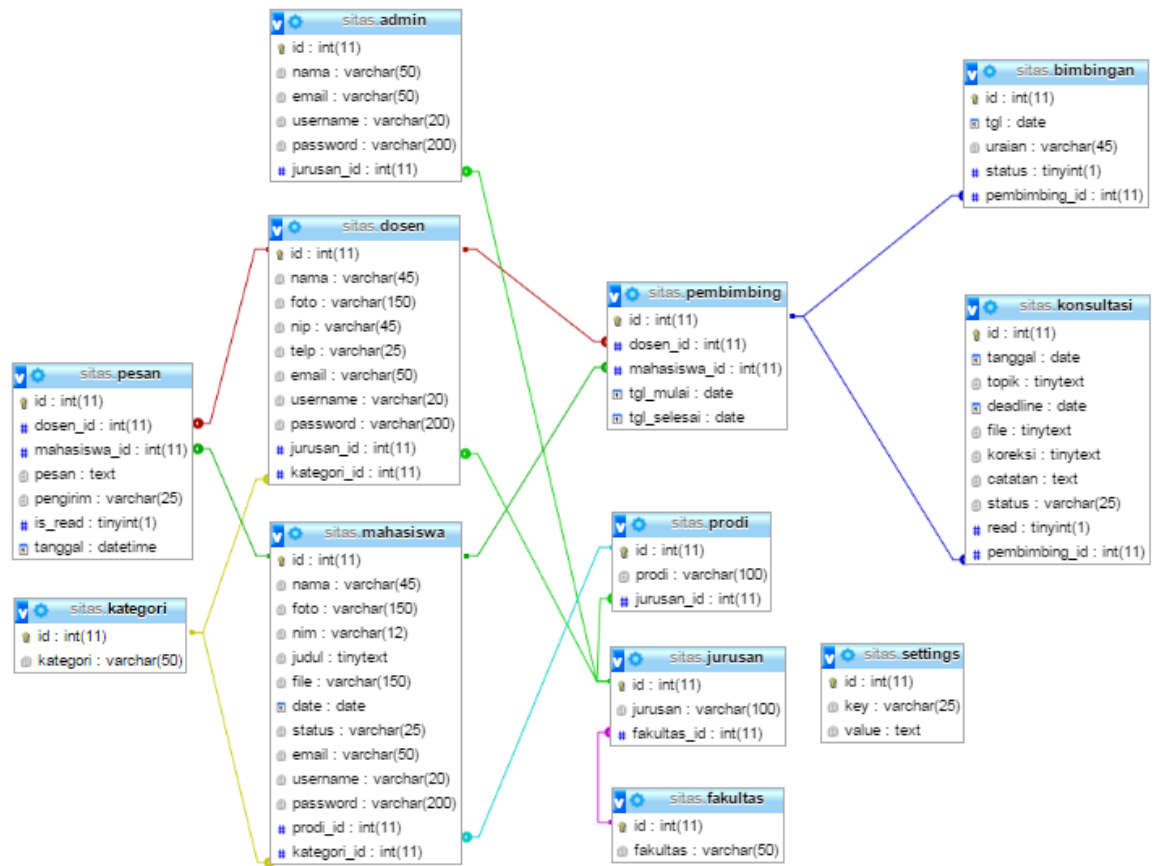 sitas.admin
id : int(11)
nama : varchar(50)
email : varchar(50)
username : varchar(20)
password : varchar(200)
jurusan_id : int(11)
sitas.dosen
id : int(11)
nama : varchar(45)
foto : varchar(150)
nip : varchar(45)
telp : varchar(25)
email : varchar(50)
username : varchar(20)
password : varchar(200)
jurusan_id : int(11)
kategori_id : int(11)
sitas.pesan
id : int(11)
dosen_id : int(11)
mahasiswa_id : int(11)
pesan : text
pengirim : varchar(25)
is_read : tinyint(1)
tanggal : datetime
sitas.kategori
id : int(11)
kategori : varchar(50)
sitas.mahasiswa
id : int(11)
nama : varchar(45)
foto : varchar(150)
nim : varchar(12)
judul : tinytext
file : varchar(150)
date : date
status : varchar(25)
email : varchar(50)
username : varchar(20)
password : varchar(200)
prodi_id : int(11)
kategori_id : int(11)
sitas.pembimbing
id : int(11)
dosen_id : int(11)
mahasiswa_id : int(11)
tgl_mulai : date
tgl_selesai : date
sitas.prodi
id : int(11)
prodi : varchar(100)
jurusan_id : int(11)
sitas.jurusan
id : int(11)
jurusan : varchar(100)
fakultas_id : int(11)
sitas.fakultas
id : int(11)
fakultas : varchar(50)
sitas.bimbingan
id : int(11)
tgl : date
uraian : varchar(45)
status : tinyint(1)
pembimbing_id : int(11)
sitas.konsultasi
id : int(11)
tanggal : date
topik : tinytext
deadline : date
file : tinytext
koreksi : tinytext
catatan : text
status : varchar(25)
read : tinyint(1)
pembimbing_id : int(11)
sitas.settings
id : int(11)
key : varchar(25)
value : text